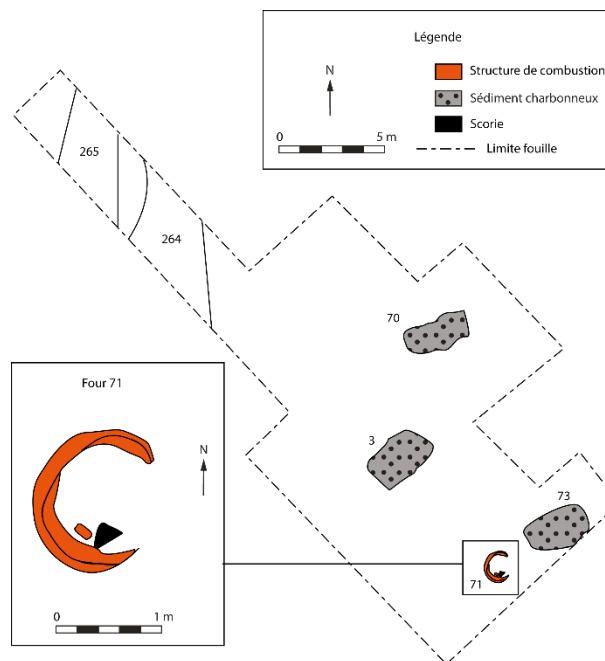 Légende
N
Structure de combustion
Sédiment charbonneux
Scorie
0 5 m
Limite fouille
265
264
70
Four 71
N
3
73
71
0 1 m